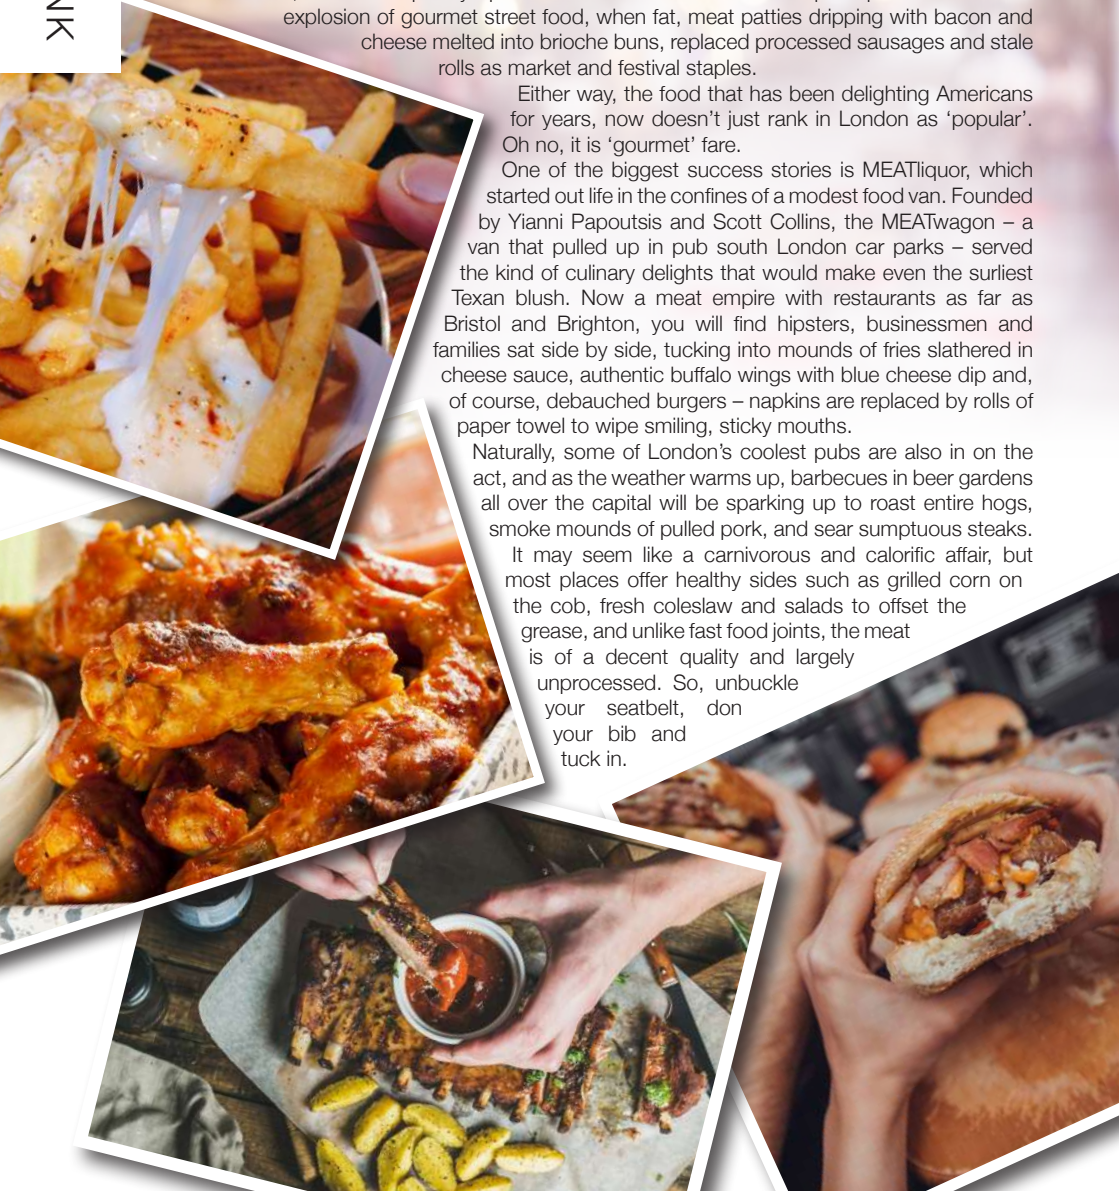 NK
explosion of gourmet street food, when fat, meat patties dripping with bacon and
cheese melted into brioche buns, replaced processed sausages and stale
rolls as market and festival staples.
Either way, the food that has been delighting Americans
for years, now doesn't just rank in London as ‘popular’.
Oh no, it is ‘gourmet’ fare.
One of the biggest success stories is MEATliquor, which
started out life in the confines of a modest food van. Founded
by Yianni Papoutsis and Scott Collins, the MEATwagon – a
van that pulled up in pub south London car parks – served
the kind of culinary delights that would make even the surliest
Texan blush. Now a meat empire with restaurants as far as
Bristol and Brighton, you will find hipsters, businessmen and
families sat side by side, tucking into mounds of fries slathered in
cheese sauce, authentic buffalo wings with blue cheese dip and,
of course, debauched burgers – napkins are replaced by rolls of
paper towel to wipe smiling, sticky mouths.
Naturally, some of London's coolest pubs are also in on the
act, and as the weather warms up, barbecues in beer gardens
all over the capital will be sparking up to roast entire hogs,
smoke mounds of pulled pork, and sear sumptuous steaks.
It may seem like a carnivorous and calorific affair, but
most places offer healthy sides such as grilled corn on
the cob, fresh coleslaw and salads to offset the
grease, and unlike fast food joints, the meat
is of a decent quality and largely
unprocessed. So, unbuckle
your seatbelt, don
your bib and
tuck in.